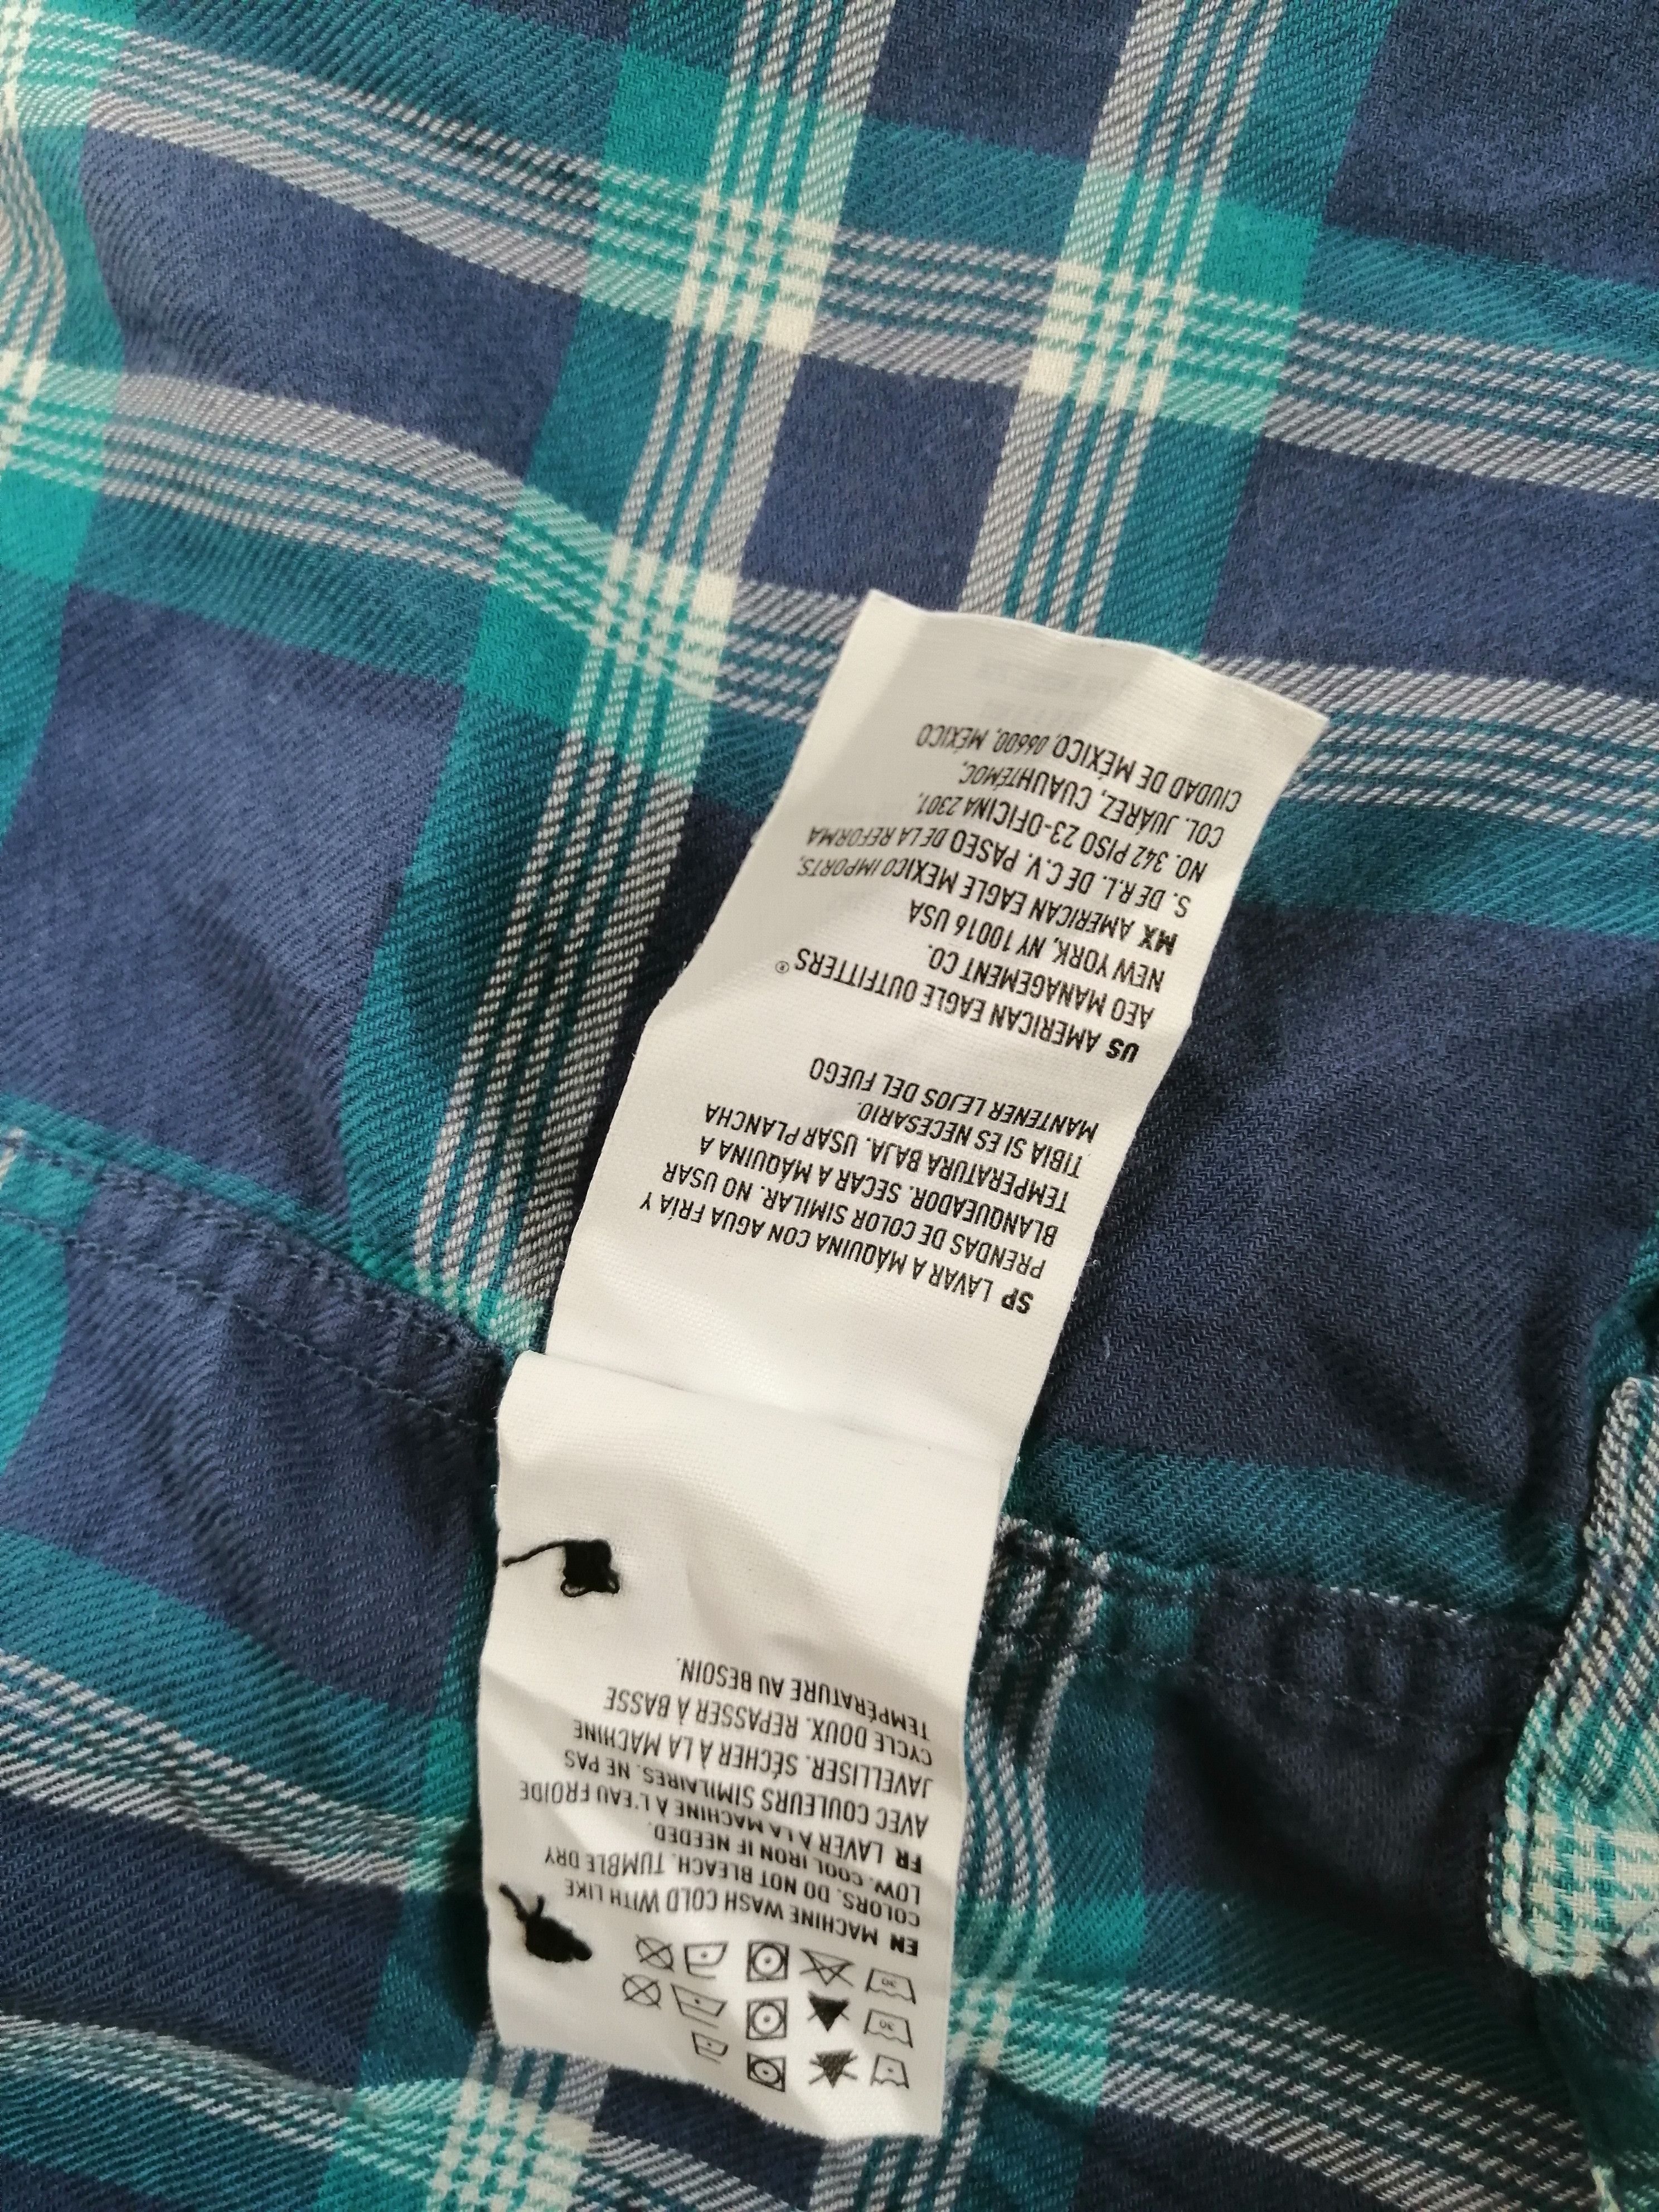 EN MACHINE WASH COLD WITH LIKE
COLORS. DO NOT BLEACH. TUMBLE DRY
LOW. COOL IRON IF NEEDED.
FR LAVER À LA MACHINE À L'EAU FROIDE
AVEC COULEURS SIMILAIRES. NE PAS
JAVELLISER. SÉCHER À LA MACHINE
CYCLE DOUX. REPASSER À BASSE
TEMPÉRATURE AU BESOIN.
SP LAVAR A MÁQUINA CON AGUA FRÍA Y
PRENDAS DE COLOR SIMILAR. NO USAR
BLANQUEADOR. SECAR A MÁQUINA A
TEMPERATURA BAJA. USAR PLANCHA
TIBIA SI ES NECESARIO.
MANTENER LEJOS DEL FUEGO
US AMERICAN EAGLE OUTFITTERS®
AEO MANAGEMENT CO.
NEW YORK, NY 10016 USA
MX AMERICAN EAGLE MEXICO IMPORTS,
S. DE R.L. DE C.V. PASEO DE LA REFORMA
NO. 342 PISO 23-OFICINA 2301,
COL. JUÁREZ, CUAUHTÉMOC,
CIUDAD DE MÉXICO, 06600, MÉXICO